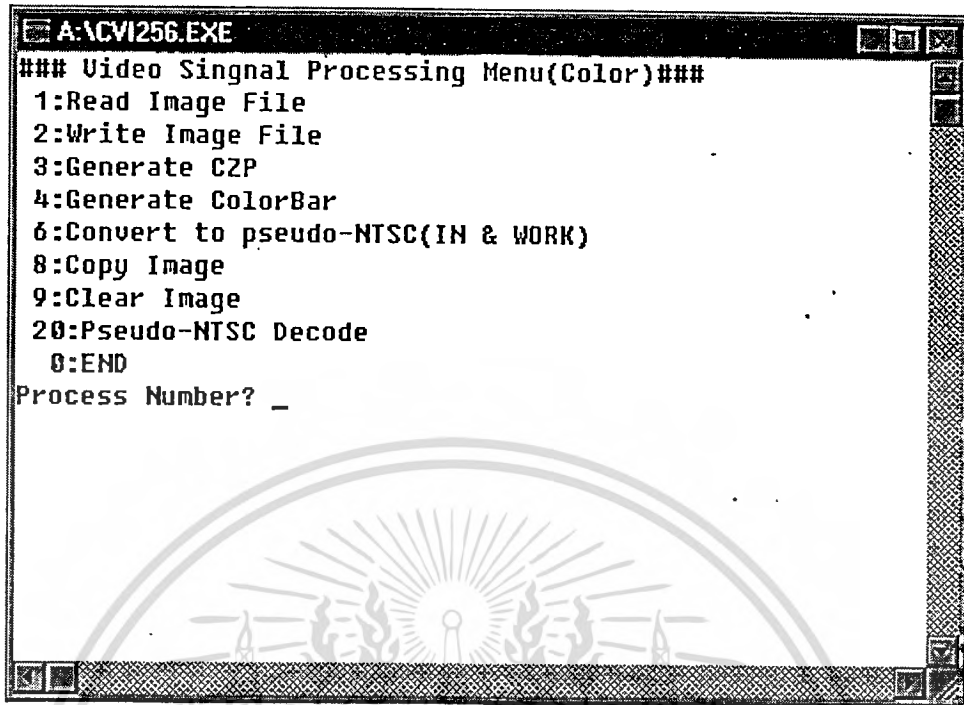 A:\CVI256.EXE
### Video Singnal Processing Menu(Color)###
1:Read Image File
2:Write Image File
3:Generate CZP
4:Generate ColorBar
6:Convert to pseudo-NTSC(IN & WORK)
8:Copy Image
9:Clear Image
20:Pseudo-NTSC Decode
0:END
Process Number? _